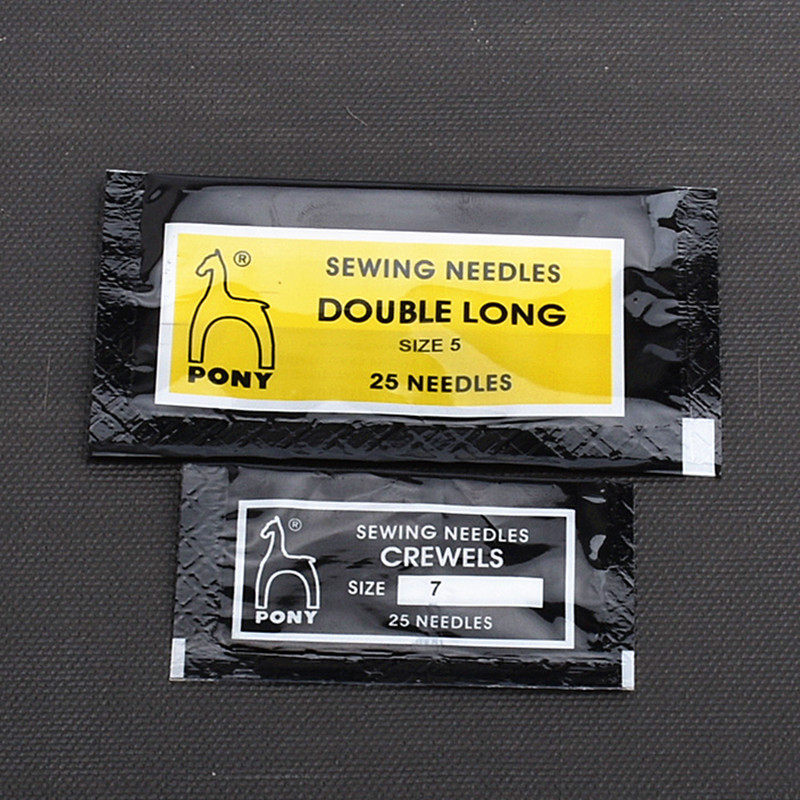 ®
SEWING NEEDLES
DOUBLE LONG
SIZE 5
25 NEEDLES
PONY
®
SEWING NEEDLES
CREWELS
SIZE 7
25 NEEDLES
PONY